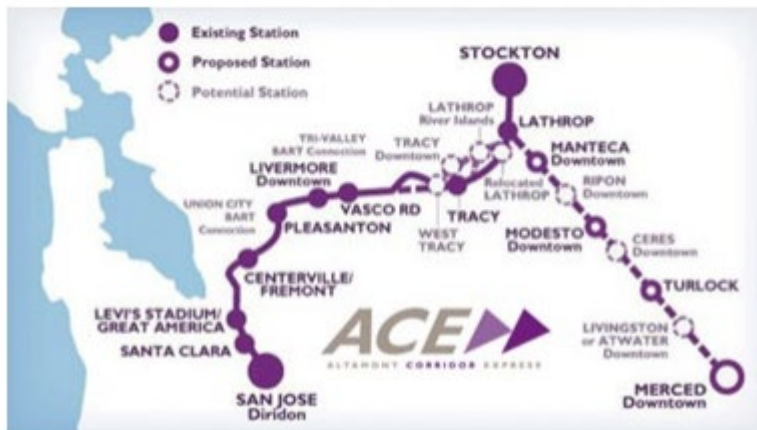 Existing Station
Proposed Station
Potential Station
STOCKTON
LATHROP
River Islands
LATHROP
TRI-VALLEY
BART Connection
TRACY
Downtown
MANTECA
Downtown
LIVERMORE
Downtown
Relocated
LATHROP
RIPON
Downtown
UNION CITY
BART
Connection
VASCO RD
TRACY
PLEASANTON
WEST
TRACY
MODESTO
Downtown
CERES
Downtown
CENTERVILLE/
FREMONT
TURLOCK
LEVI'S STADIUM/
GREAT AMERICA
ACE
ALTAMONT CORRIDOR EXPRESS
LIVINGSTON
or ATWATER
Downtown
SANTA CLARA
SAN JOSE
Diridon
MERCED
Downtown